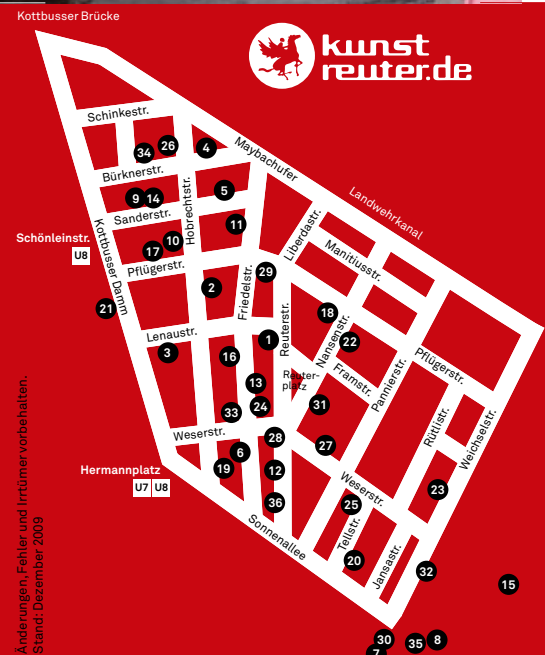 Kottbusser Brücke
kunst
reuter.de
Schinkestr.
34
26
4
Maybachufer
Bürknerstr.
Landwehrkanal
9
14
5
Hobrechtstr.
Sanderstr.
11
Liberdastr.
Schönleinstr.
U8
Kottbusser Damm
17
10
Manitiusstr.
Pflügerstr.
29
2
Friedelstr.
21
18
Reuterstr.
Nansenstr.
22
Lenaustr.
1
3
16
Pflügerstr.
Reuter-
platz
Framstr.
Pannierstr.
13
24
31
33
Rütlistr.
Weichselstr.
Weserstr.
28
27
6
Hermannplatz
U7
U8
19
12
Weserstr.
23
36
25
Sonnenallee
Tellstr.
20
Jansastr.
32
15
30
35
8
7
Änderungen, Fehler und Irrtümer vorbehalten.
Stand: Dezember 2009